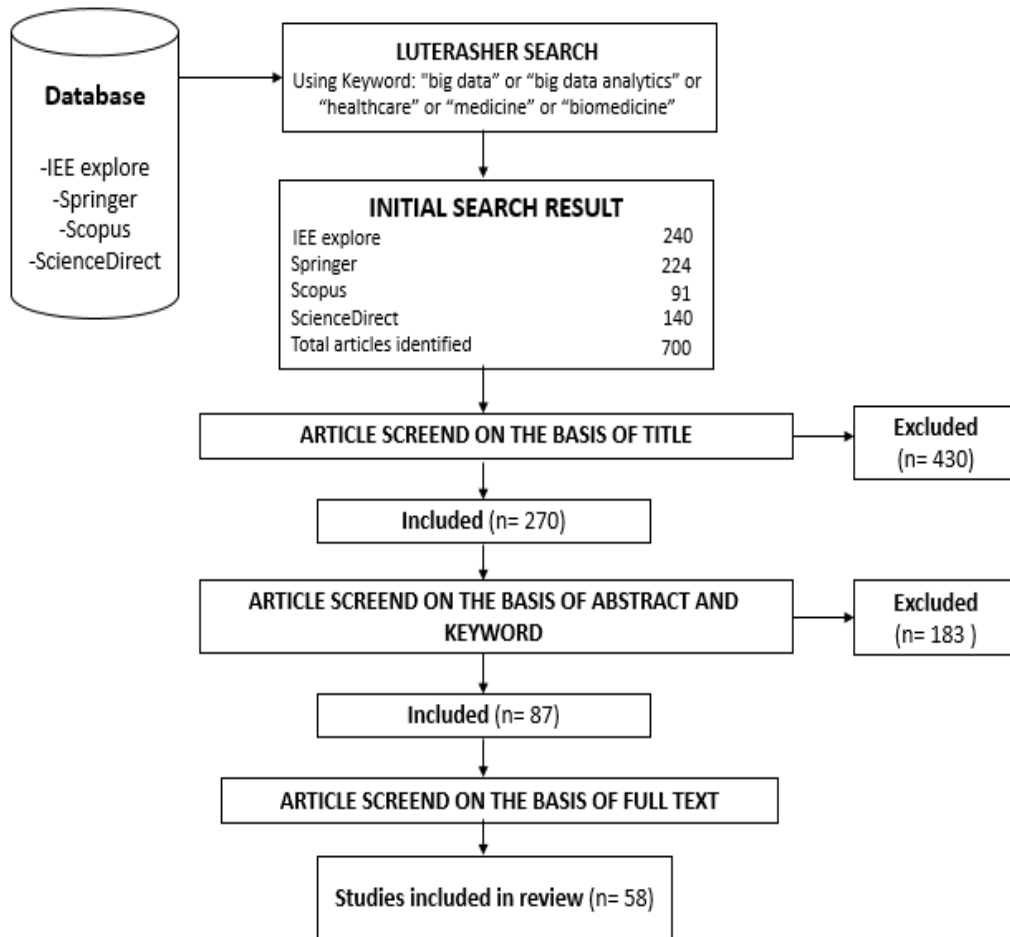 Database
-IEE explore
-Springer
-Scopus
-ScienceDirect
LUTERASHER SEARCH
Using Keyword: "big data” or “big data analytics” or
“healthcare” or “medicine” or “biomedicine”
INITIAL SEARCH RESULT
IEE explore 240
Springer 224
Scopus 91
ScienceDirect 140
Total articles identified 700
ARTICLE SCREEND ON THE BASIS OF TITLE
Excluded
(n= 430)
Included (n= 270)
ARTICLE SCREEND ON THE BASIS OF ABSTRACT AND
KEYWORD
Excluded
(n= 183 )
Included (n= 87)
ARTICLE SCREEND ON THE BASIS OF FULL TEXT
Studies included in review (n= 58)